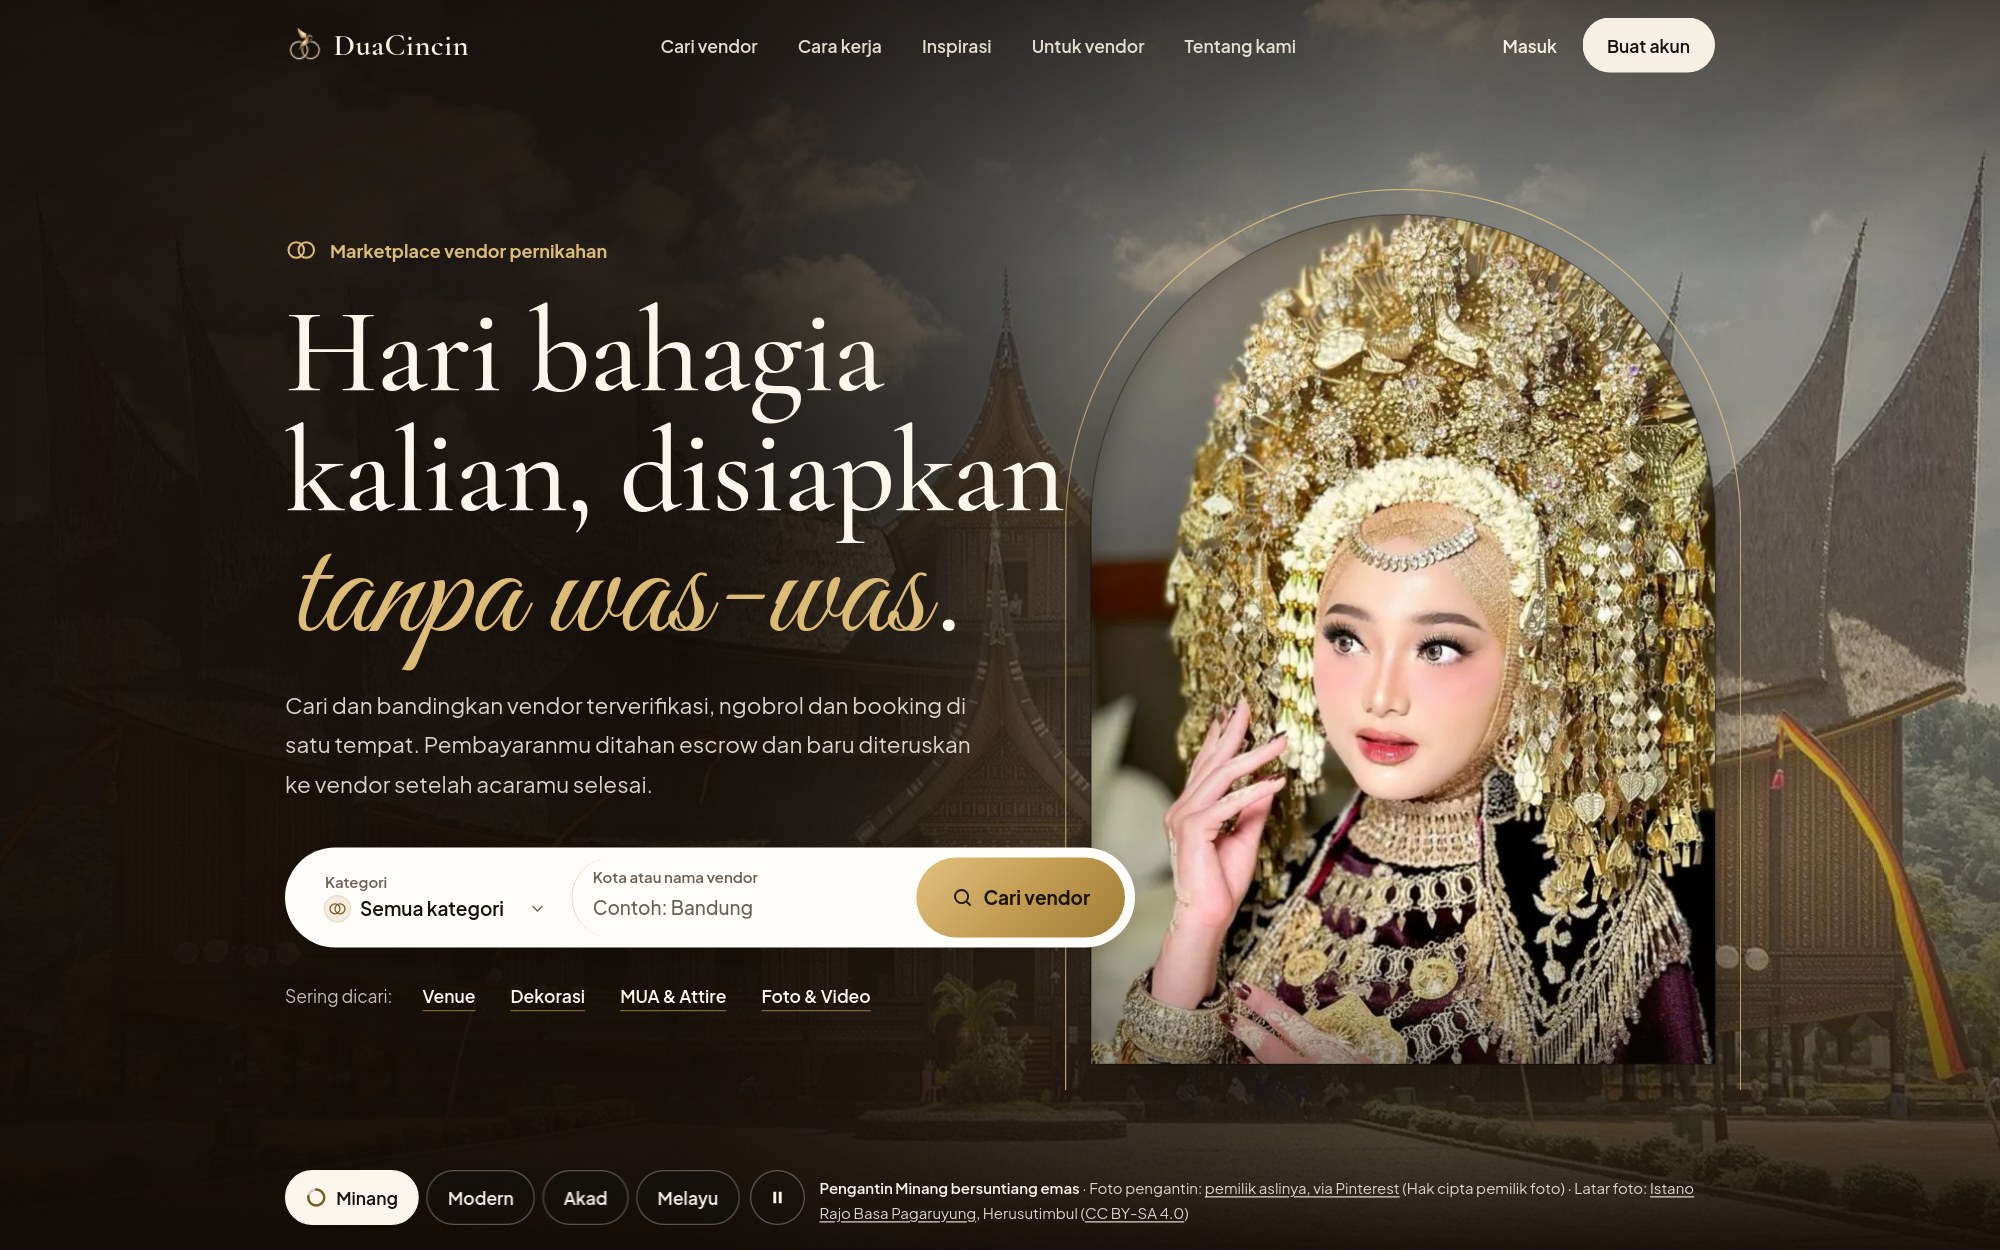 DuaCincin
Cari vendor
Cara kerja
Inspirasi
Untuk vendor
Tentang kami
Masuk
Buat akun
Marketplace vendor pernikahan
Hari bahagia
kalian, disiapkan
tanpa was-was.
Cari dan bandingkan vendor terverifikasi, ngobrol dan booking di
satu tempat. Pembayaranmu ditahan escrow dan baru diteruskan
ke vendor setelah acaramu selesai.
Kategori
Semua kategori
Kota atau nama vendor
Contoh: Bandung
Cari vendor
Sering dicari:
Venue
Dekorasi
MUA & Attire
Foto & Video
Minang
Modern
Akad
Melayu
Pengantin Minang bersuntiang emas · Foto pengantin: pemilik aslinya, via Pinterest (Hak cipta pemilik foto) · Latar foto: Istano
Rajo Basa Pagaruyung, Herusutimbul (CC BY-SA 4.0)